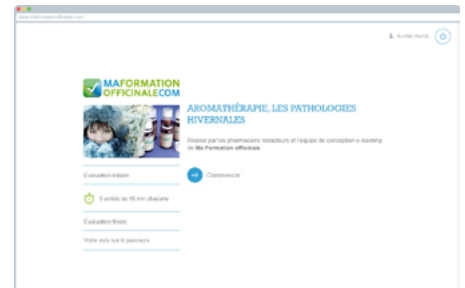 www.maformationofficinale.com
Aurélie Martin
MAFORMATION
OFFICINALECOM
AROMATHÉRAPIE, LES PATHOLOGIES
HIVERNALES
Réalisé par les pharmaciens rédacteurs et l'équipe de conception e-learning
de Ma Formation officinale.
Évaluation initiale
Commencer
5 unités de 40 mn chacune
Évaluation finale
Votre avis sur le parcours